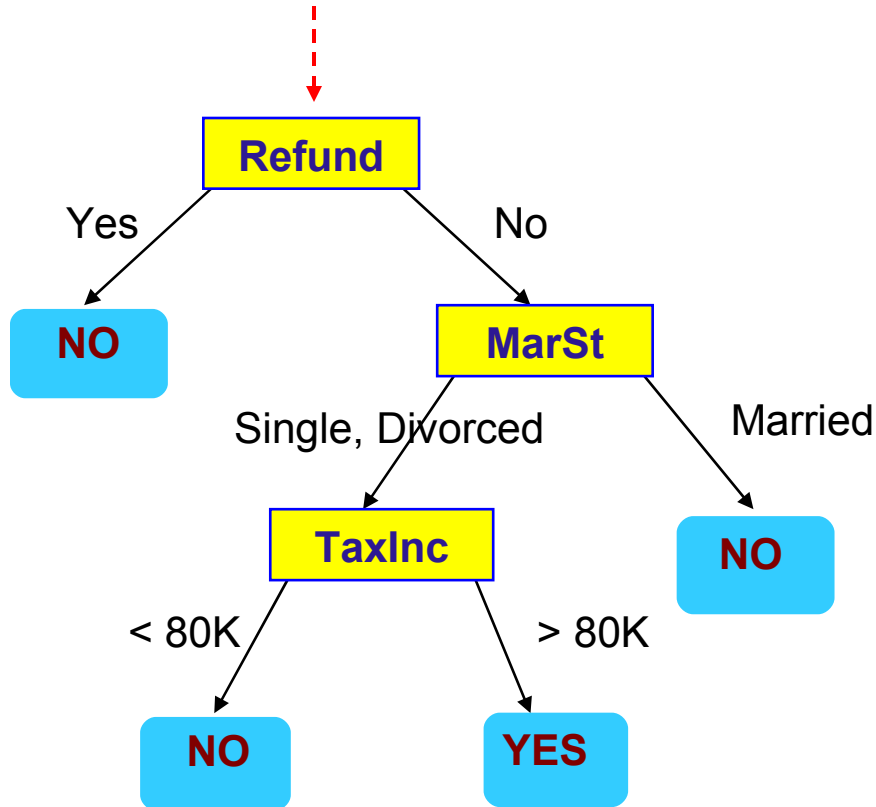 Refund
Yes
No
NO
MarSt
Single, Divorced
Married
TaxInc
NO
< 80K
> 80K
NO
YES